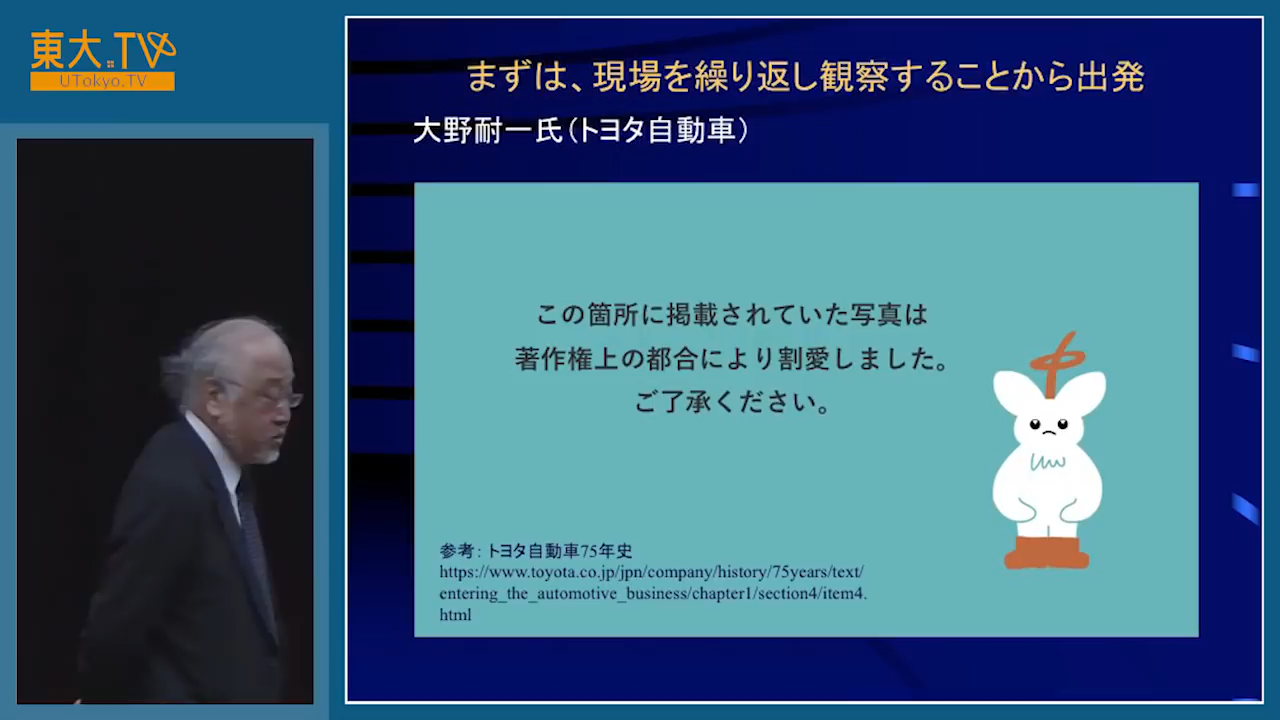 東大.TV
UTokyo.TV
まずは、現場を繰り返し観察することから出発
大野耐一氏（トヨタ自動車）
この箇所に掲載されていた写真は
著作権上の都合により割愛しました。
ご了承ください。
参考：トヨタ自動車75年史
https://www.toyota.co.jp/jpn/company/history/75years/text/
entering_the_automotive_business/chapter1/section4/item4.
html